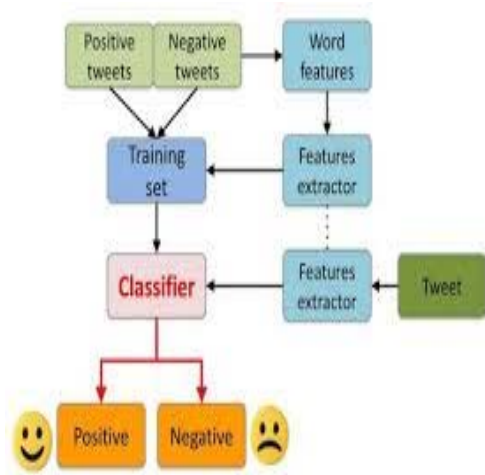 Positive
tweets
Negative
tweets
Word
features
Training
set
Features
extractor
Classifier
Features
extractor
Tweet
Positive
Negative